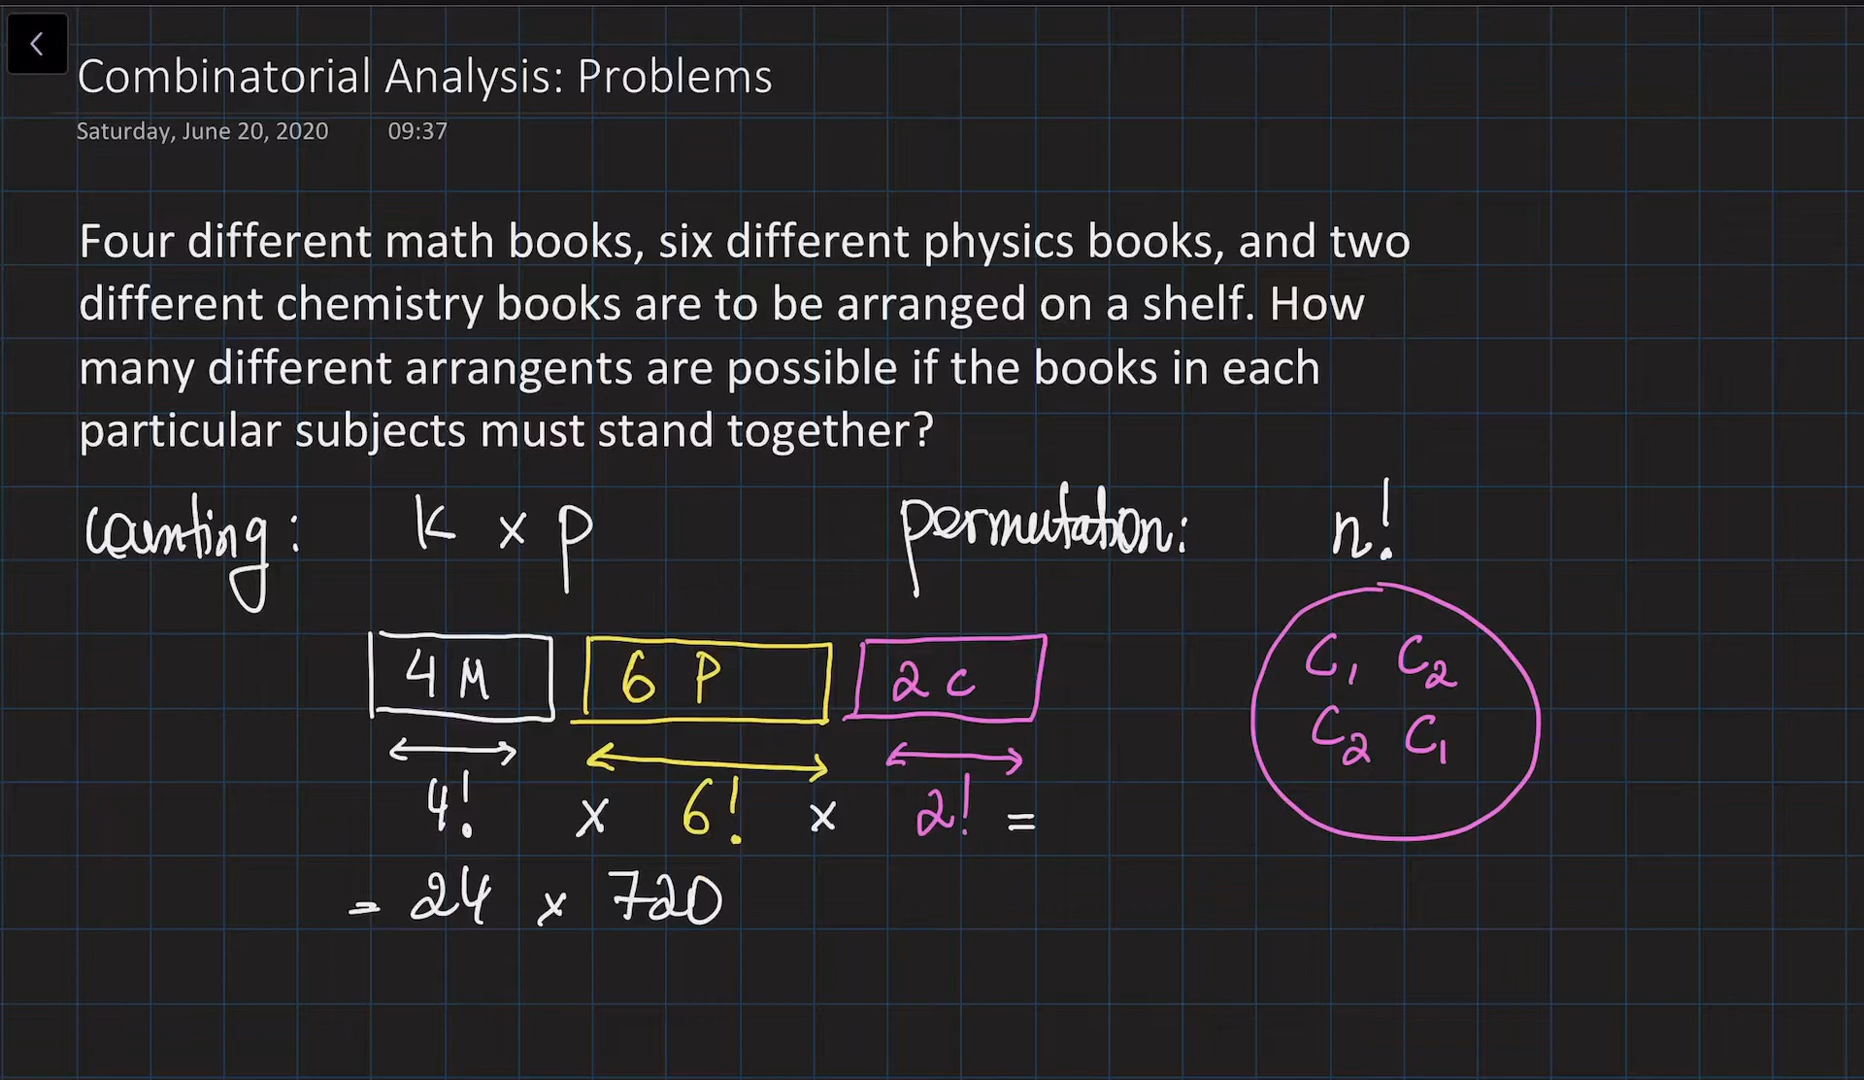 Combinatorial Analysis: Problems
Saturday, June 20, 2020 09:37
Four different math books, six different physics books, and two
different chemistry books are to be arranged on a shelf. How
many different arrangents are possible if the books in each
particular subjects must stand together?
counting: k x p permutation: n!
4 M 6 P 2 C
C₁ C₂
C₂ C₁
4! x 6! x 2! =
= 24 x 720